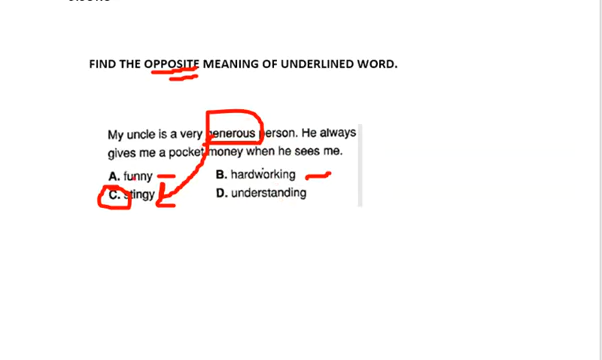 FIND THE OPPOSITE MEANING OF UNDERLINED WORD.
My uncle is a very generous person. He always
gives me a pocket money when he sees me.
A. funny B. hardworking
C. stingy D. understanding